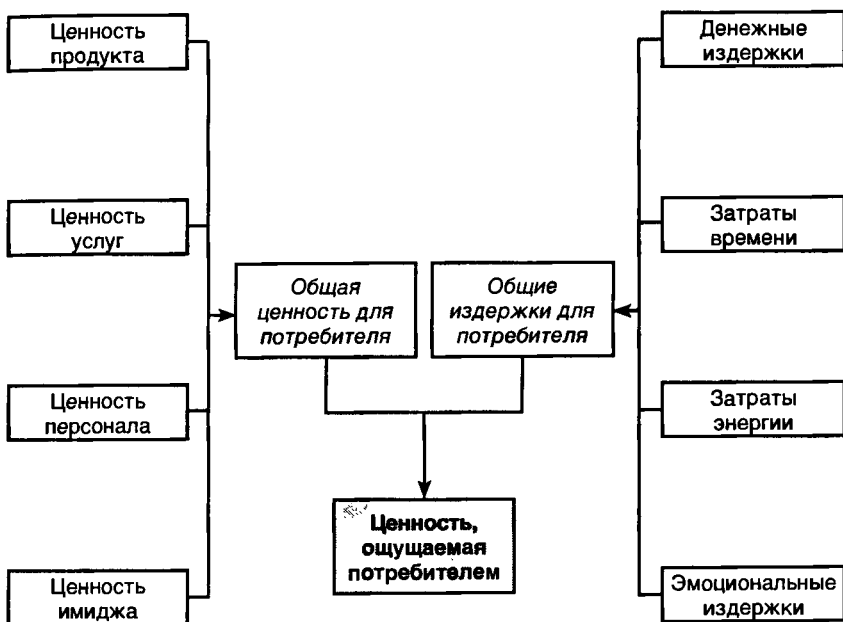 Ценность
продукта
Денежные
издержки
Ценность
услуг
Затраты
времени
Общая
ценность для
потребителя
Общие
издержки для
потребителя
Ценность
персонала
Затраты
энергии
Ценность,
ощущаемая
потребителем
Ценность
имиджа
Эмоциональные
издержки